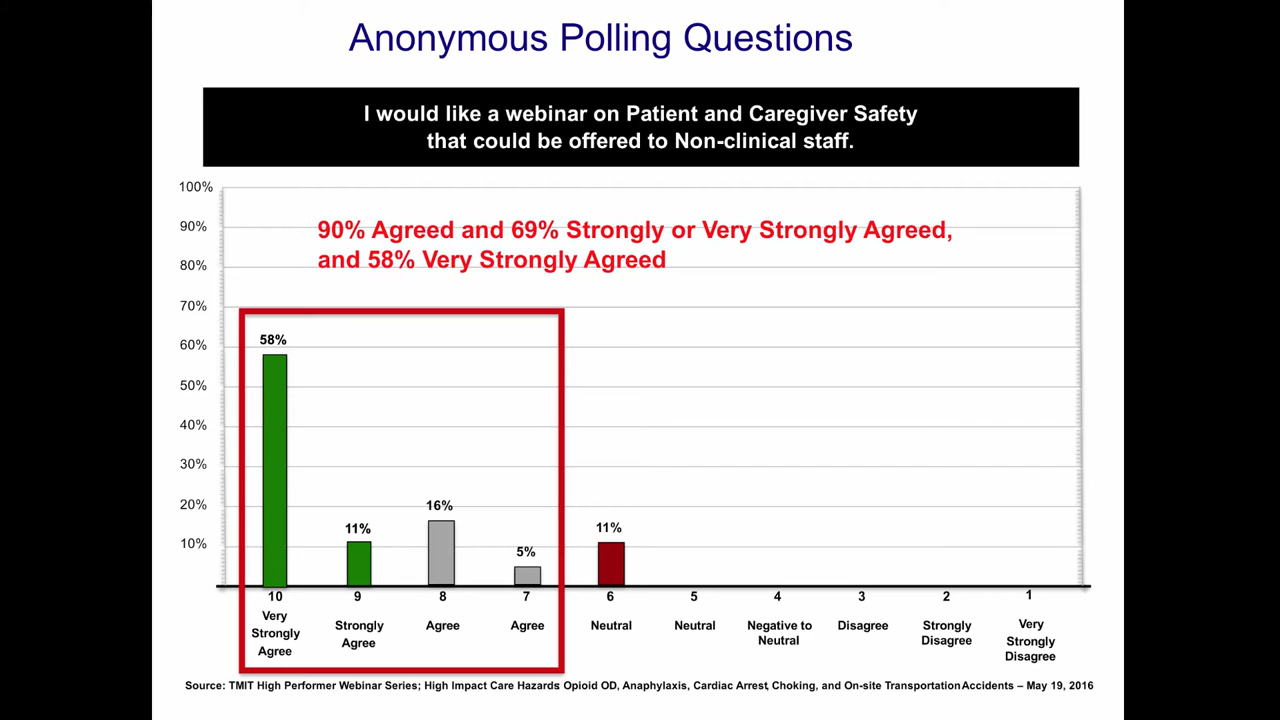 Anonymous Polling Questions
I would like a webinar on Patient and Caregiver Safety
that could be offered to Non-clinical staff.
100%
90%
80%
70%
60%
50%
40%
30%
20%
10%
90% Agreed and 69% Strongly or Very Strongly Agreed,
and 58% Very Strongly Agreed
58%
11%
16%
5%
11%
10 9 8 7 6 5 4 3 2 1
Very
Strongly
Agree
Strongly
Agree
Agree
Agree
Neutral
Neutral
Negative to
Neutral
Disagree
Strongly
Disagree
Very
Strongly
Disagree
Source: TMIT High Performer Webinar Series; High Impact Care Hazards: Opioid OD, Anaphylaxis, Cardiac Arrest, Choking, and On-site Transportation Accidents – May 19, 2016